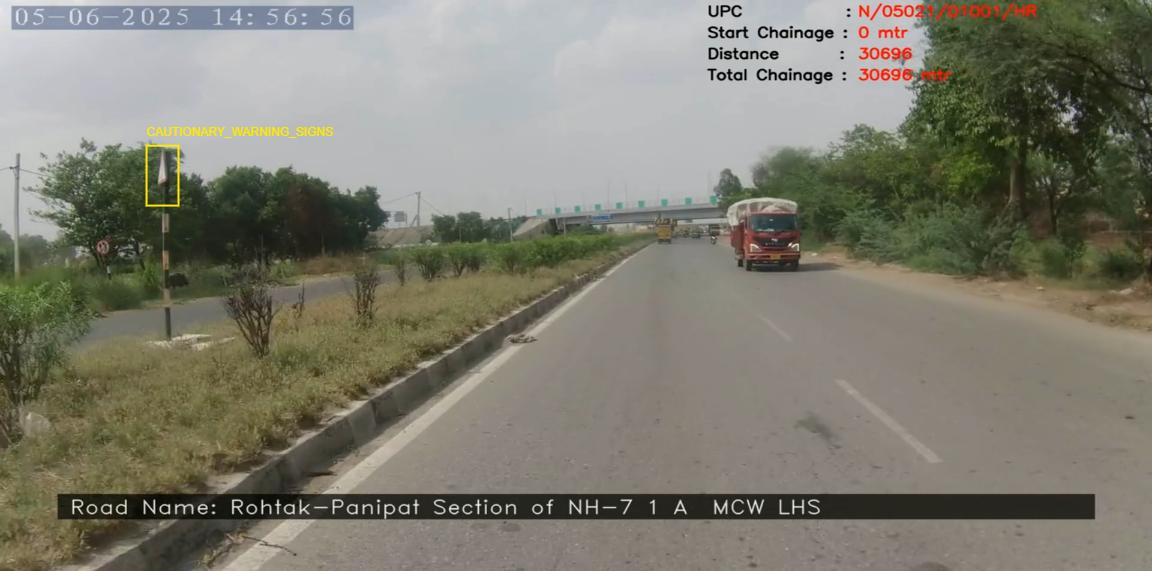 05-06-2025 14:56:56
UPC : N/05021/01001/HR
Start Chainage : 0 mtr
Distance : 30696
Total Chainage : 30696 mtr
CAUTIONARY_WARNING_SIGNS
Road Name: Rohtak-Panipat Section of NH-7 1 A MCW LHS